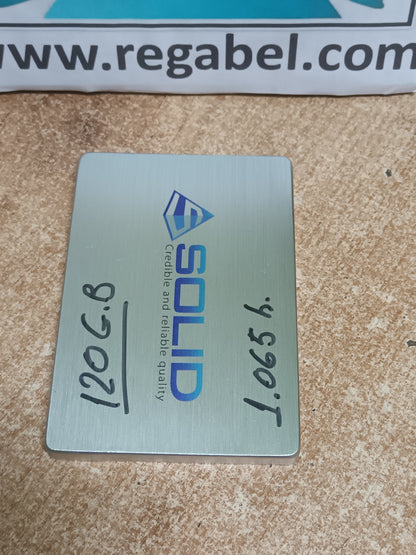 www.regabel.com
120G.B
SOLID
Credible and reliable quality
1.065 h.